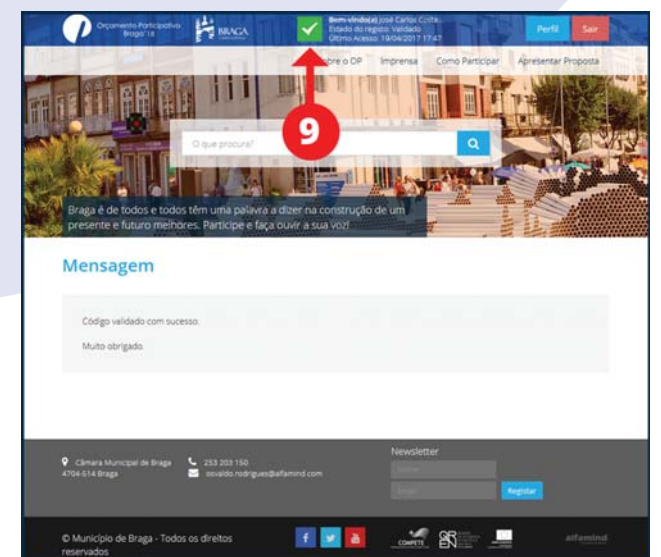 Orçamento Participativo
Braga'18
BRAGA
Bem-vindo(a) José Carlos Costa...
Estado do registo: Validado
Último Acesso: 19/04/2017 17:47
Perfil
Sair
bre o OP
Imprensa
Como Participar
Apresentar Proposta
9
O que procura?
Braga é de todos e todos têm uma palavra a dizer na construção de um
presente e futuro melhores. Participe e faça ouvir a sua voz!
Mensagem
Código validado com sucesso.
Muito obrigado.
Câmara Municipal de Braga
4704-514 Braga
253 203 150
osvaldo.rodrigues@alfamind.com
Newsletter
Nome
Email
Registar
© Município de Braga - Todos os direitos
reservados
COMPETE
QREN
alfamind